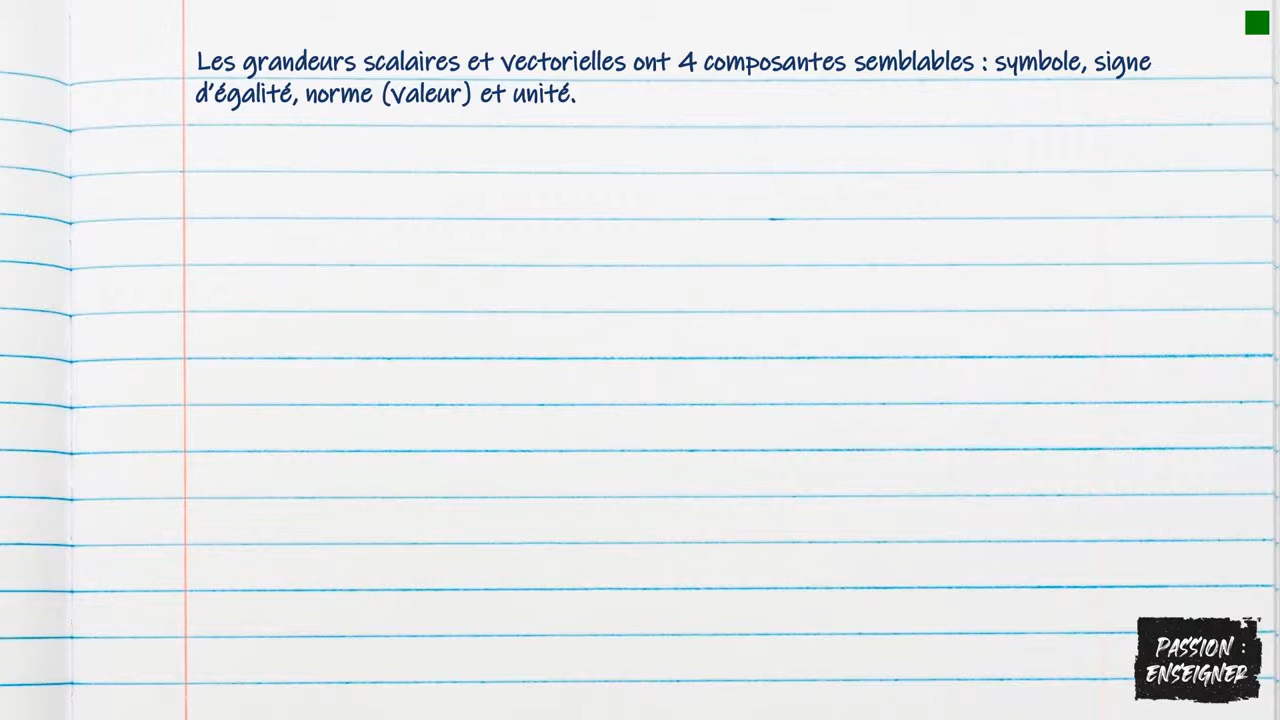 Les grandeurs scalaires et vectorielles ont 4 composantes semblables : symbole, signe
d'égalité, norme (valeur) et unité.
PASSION :
ENSEIGNER